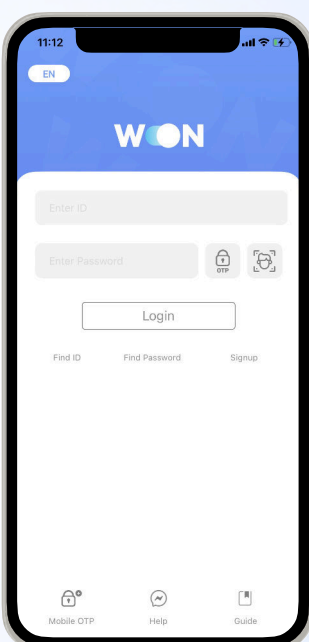 11:12
EN
WOON
Enter ID
Enter Password
OTP
Login
Find ID Find Password Signup
Mobile OTP Help Guide